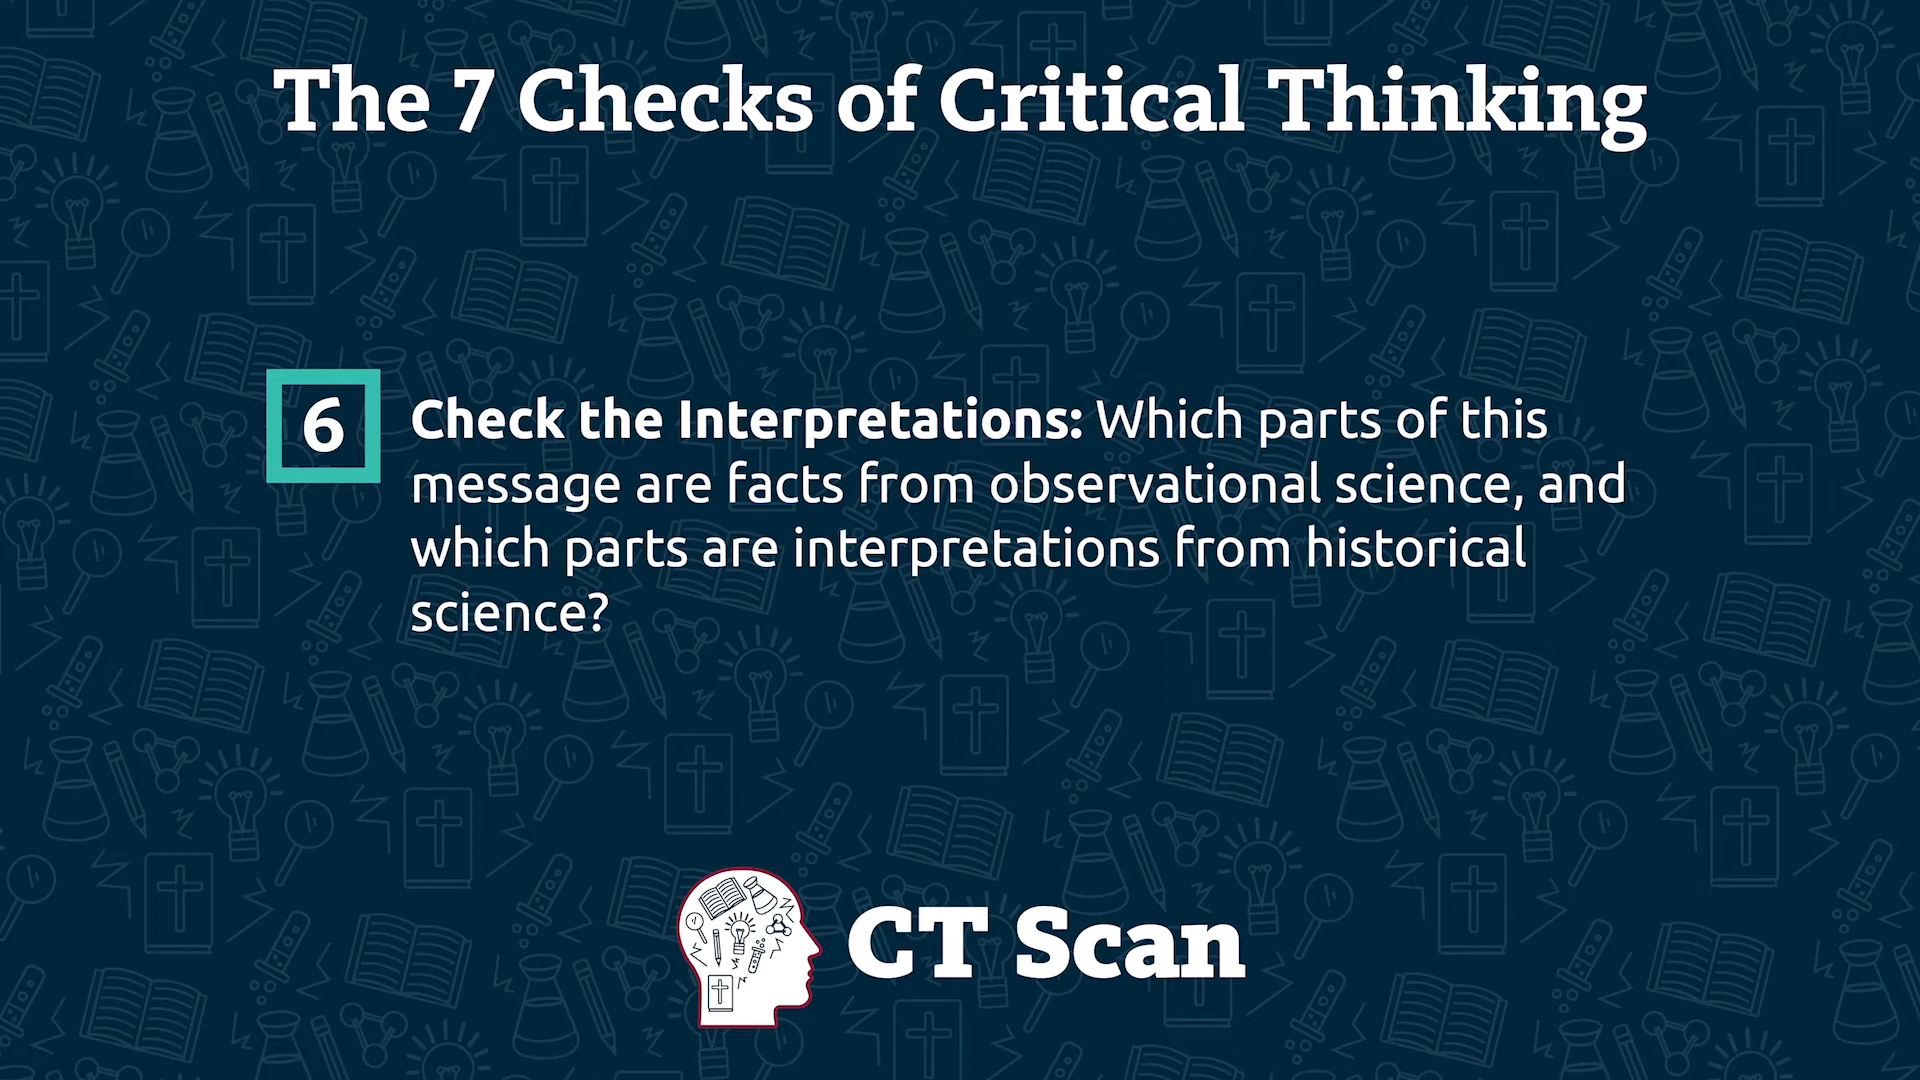 The 7 Checks of Critical Thinking
6
Check the Interpretations: Which parts of this
message are facts from observational science, and
which parts are interpretations from historical
science?
CT Scan